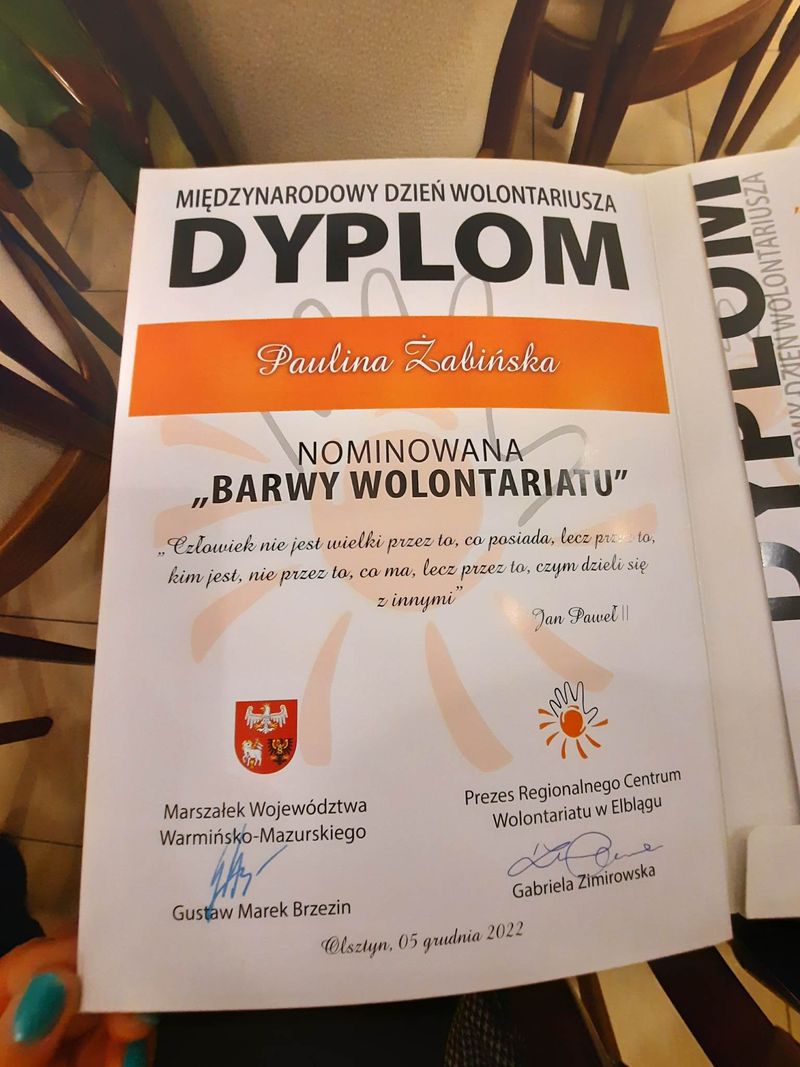 MIĘDZYNARODOWY DZIEŃ WOLONTARIUSZA
DYPLOM
Paulina Żabińska
NOMINOWANA
„BARWY WOLONTARIATU”
„Człowiek nie jest wielki przez to, co posiada, lecz przez to,
kim jest, nie przez to, co ma, lecz przez to, czym dzieli się
z innymi”
Jan Paweł II
Marszałek Województwa
Warmińsko-Mazurskiego
Gustaw Marek Brzezin
Prezes Regionalnego Centrum
Wolontariatu w Elblągu
Gabriela Zimirowska
Olsztyn, 05 grudnia 2022
DYPLOM
DZIEŃ WOLONTARIUSZA